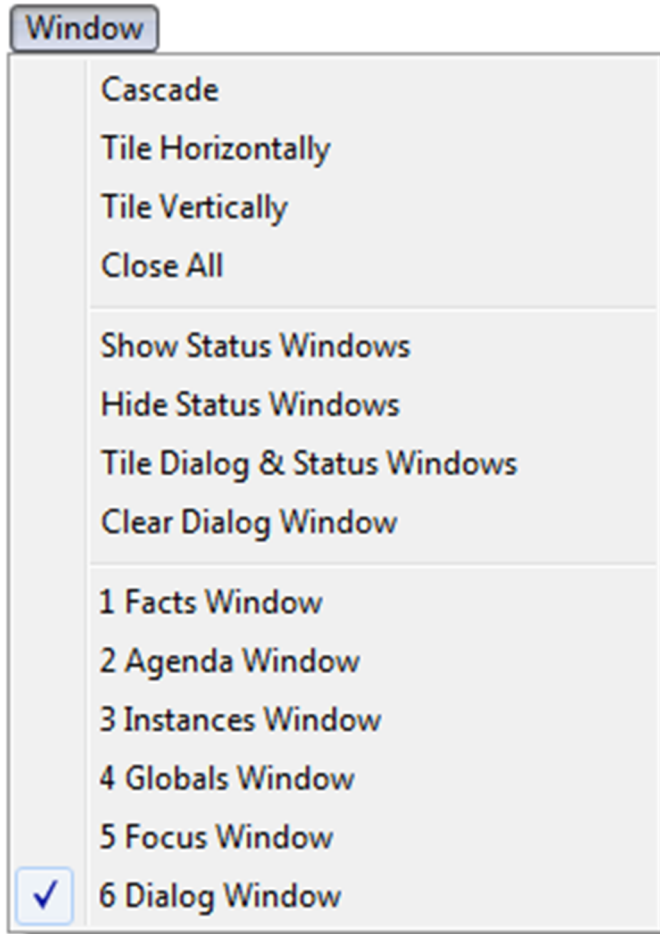 Window
Cascade
Tile Horizontally
Tile Vertically
Close All
Show Status Windows
Hide Status Windows
Tile Dialog & Status Windows
Clear Dialog Window
1 Facts Window
2 Agenda Window
3 Instances Window
4 Globals Window
5 Focus Window
6 Dialog Window